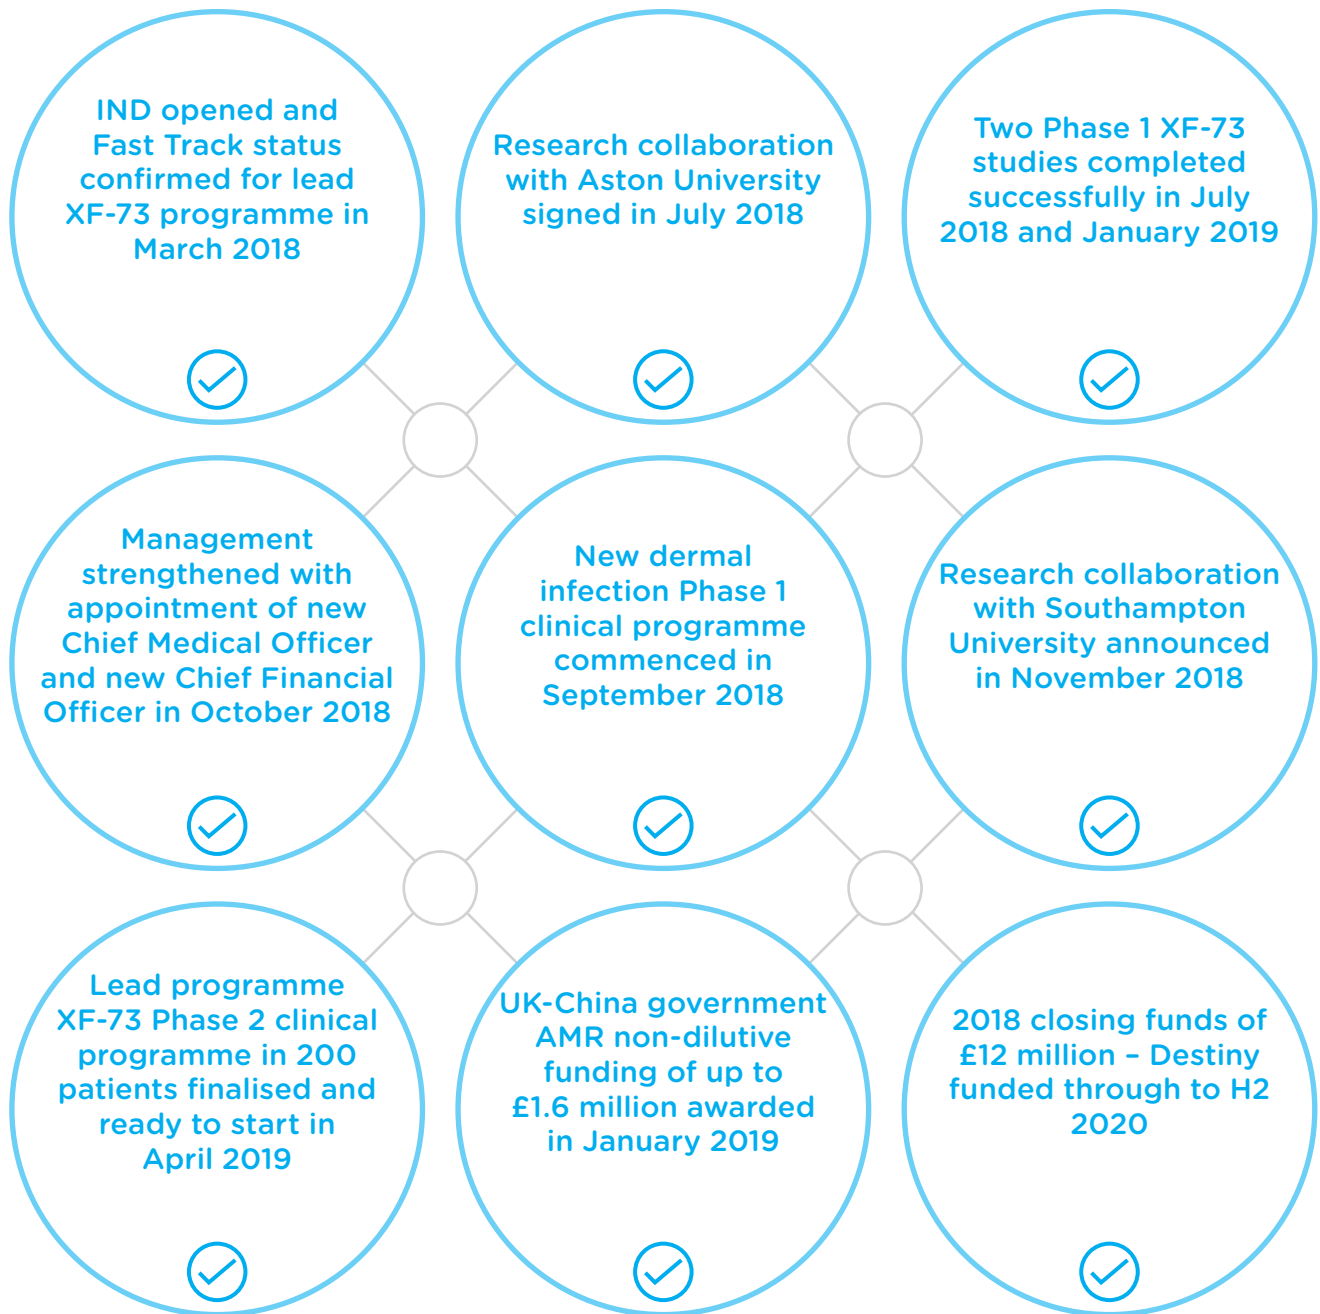 IND opened and
Fast Track status
confirmed for lead
XF-73 programme in
March 2018
Research collaboration
with Aston University
signed in July 2018
Two Phase 1 XF-73
studies completed
successfully in July
2018 and January 2019
Management
strengthened with
appointment of new
Chief Medical Officer
and new Chief Financial
Officer in October 2018
New dermal
infection Phase 1
clinical programme
commenced in
September 2018
Research collaboration
with Southampton
University announced
in November 2018
Lead programme
XF-73 Phase 2 clinical
programme in 200
patients finalised and
ready to start in
April 2019
UK-China government
AMR non-dilutive
funding of up to
£1.6 million awarded
in January 2019
2018 closing funds of
£12 million – Destiny
funded through to H2
2020